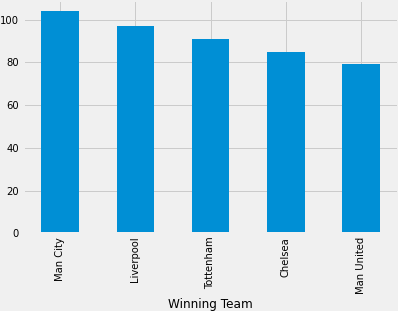 100
80
60
40
20
0
Man City
Liverpool
Tottenham
Chelsea
Man United
Winning Team